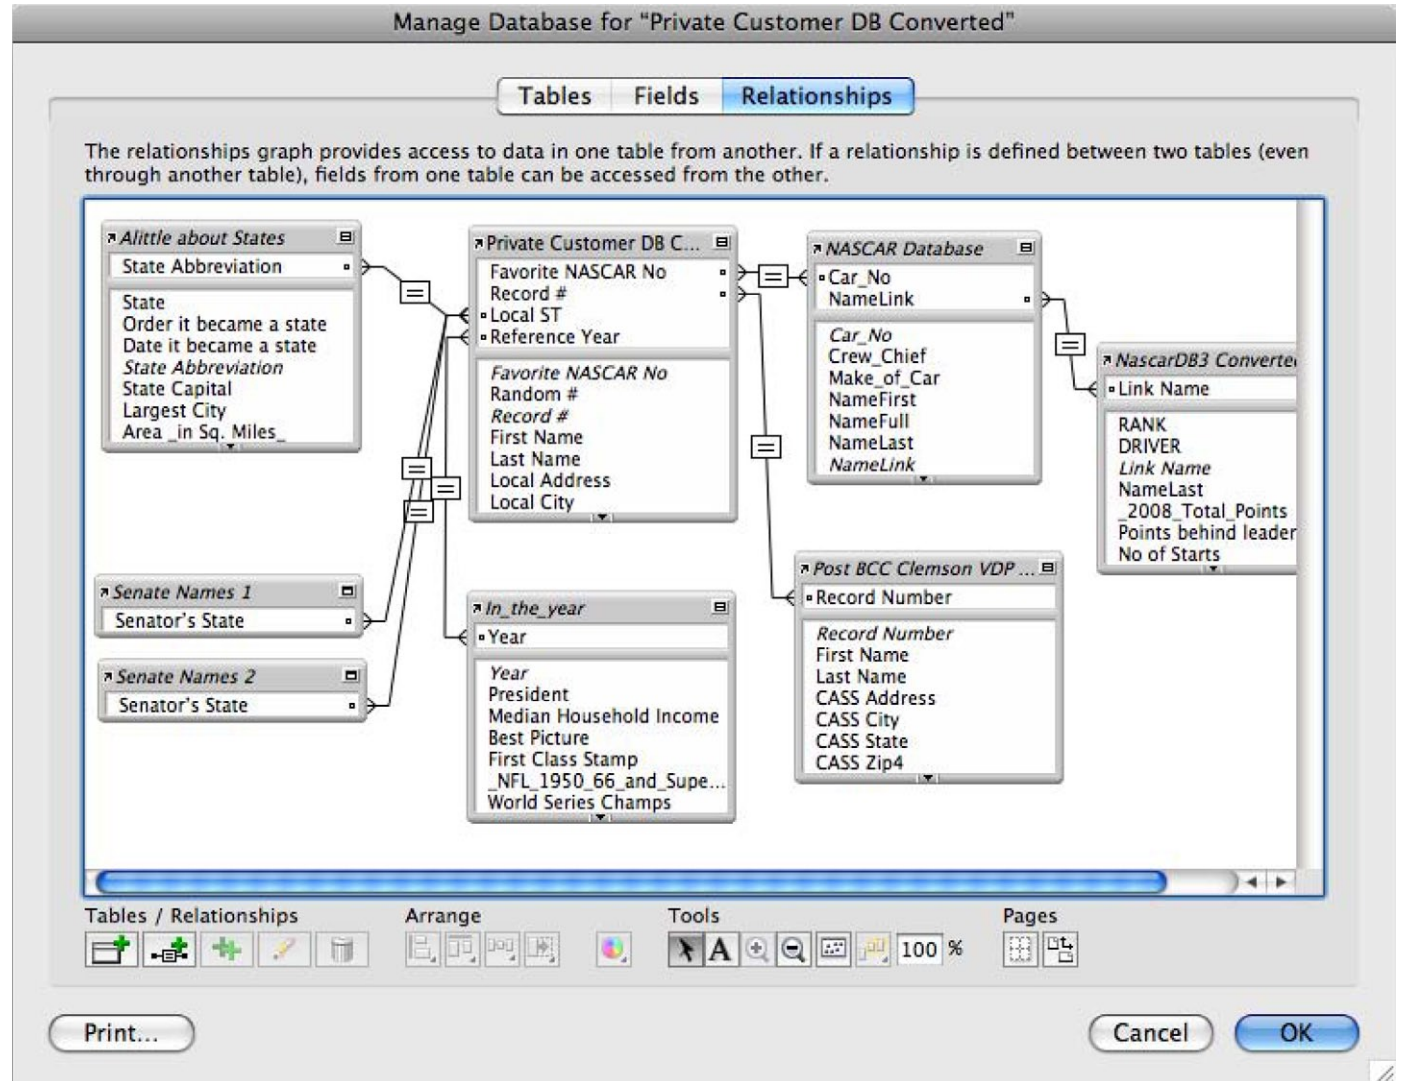 Manage Database for “Private Customer DB Converted”
Tables
Fields
Relationships
The relationships graph provides access to data in one table from another. If a relationship is defined between two tables (even
through another table), fields from one table can be accessed from the other.
Alittle about States
State Abbreviation
State
Order it became a state
Date it became a state
State Abbreviation
State Capital
Largest City
Area _in Sq. Miles_
Senate Names 1
Senator’s State
Senate Names 2
Senator’s State
Private Customer DB C...
Favorite NASCAR No
Record #
Local ST
Reference Year
Favorite NASCAR No
Random #
Record #
First Name
Last Name
Local Address
Local City
In_the_year
Year
Year
President
Median Household Income
Best Picture
First Class Stamp
_NFL_1950_66_and_Supe...
World Series Champs
NASCAR Database
Car_No
NameLink
Car_No
Crew_Chief
Make_of_Car
NameFirst
NameFull
NameLast
NameLink
Post BCC Clemson VDP ...
Record Number
Record Number
First Name
Last Name
CASS Address
CASS City
CASS State
CASS Zip4
NascarDB3 Converte
Link Name
RANK
DRIVER
Link Name
NameLast
_2008_Total_Points
Points behind leader
No of Starts
Tables / Relationships
Arrange
Tools
Pages
A
100 %
Print...
Cancel
OK